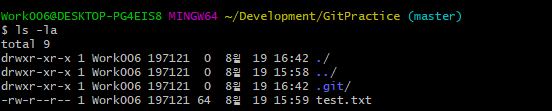 Work006@DESKTOP-PG4EIS8 MINGW64 ~/Development/GitPractice (master)
$ ls -la
total 9
drwxr-xr-x 1 Work006 197121  0  8월 19 16:42 ./
drwxr-xr-x 1 Work006 197121  0  8월 19 15:58 ../
drwxr-xr-x 1 Work006 197121  0  8월 19 16:42 .git/
-rw-r--r-- 1 Work006 197121 64  8월 19 15:59 test.txt